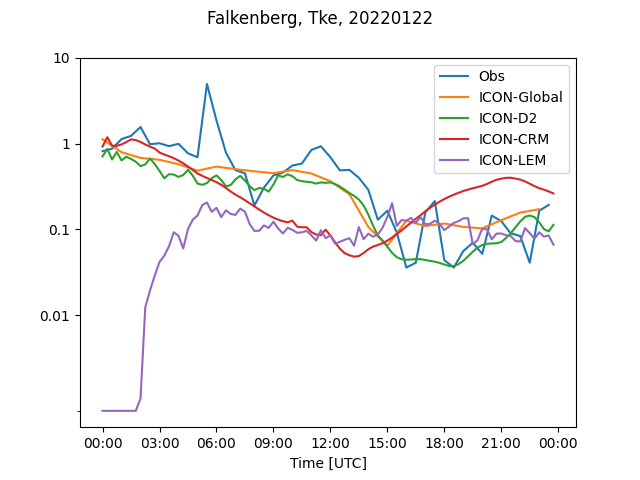 Falkenberg, Tke, 20220122
10
1
0.1
0.01
Obs
ICON-Global
ICON-D2
ICON-CRM
ICON-LEM
00:00 03:00 06:00 09:00 12:00 15:00 18:00 21:00 00:00
Time [UTC]